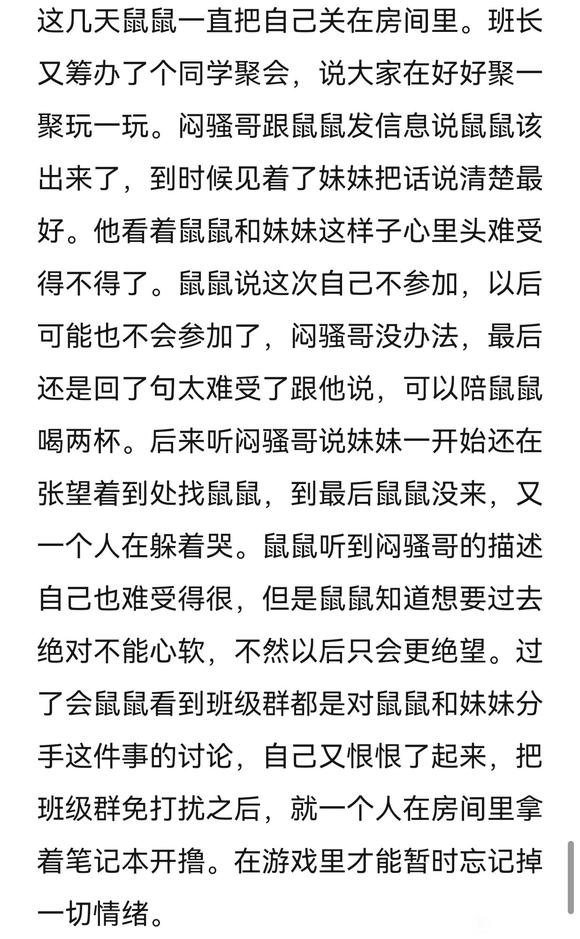 这几天鼠鼠一直把自己关在房间里。班长
又筹办了个同学聚会，说大家在好好聚一
聚玩一玩。闷骚哥跟鼠鼠发信息说鼠鼠该
出来了，到时候见着了妹妹把话说清楚最
好。他看着鼠鼠和妹妹这样子心里头难受
得不得了。鼠鼠说这次自己不参加，以后
可能也不会参加了，闷骚哥没办法，最后
还是回了句太难受了跟他说，可以陪鼠鼠
喝两杯。后来听闷骚哥说妹妹一开始还在
张望着到处找鼠鼠，到最后鼠鼠没来，又
一个人在躲着哭。鼠鼠听到闷骚哥的描述
自己也难受得很，但是鼠鼠知道想要过去
绝对不能心软，不然以后只会更绝望。过
了会鼠鼠看到班级群都是对鼠鼠和妹妹分
手这件事的讨论，自己又恨恨了起来，把
班级群免打扰之后，就一个人在房间里拿
着笔记本开撸。在游戏里才能暂时忘记掉
一切情绪。